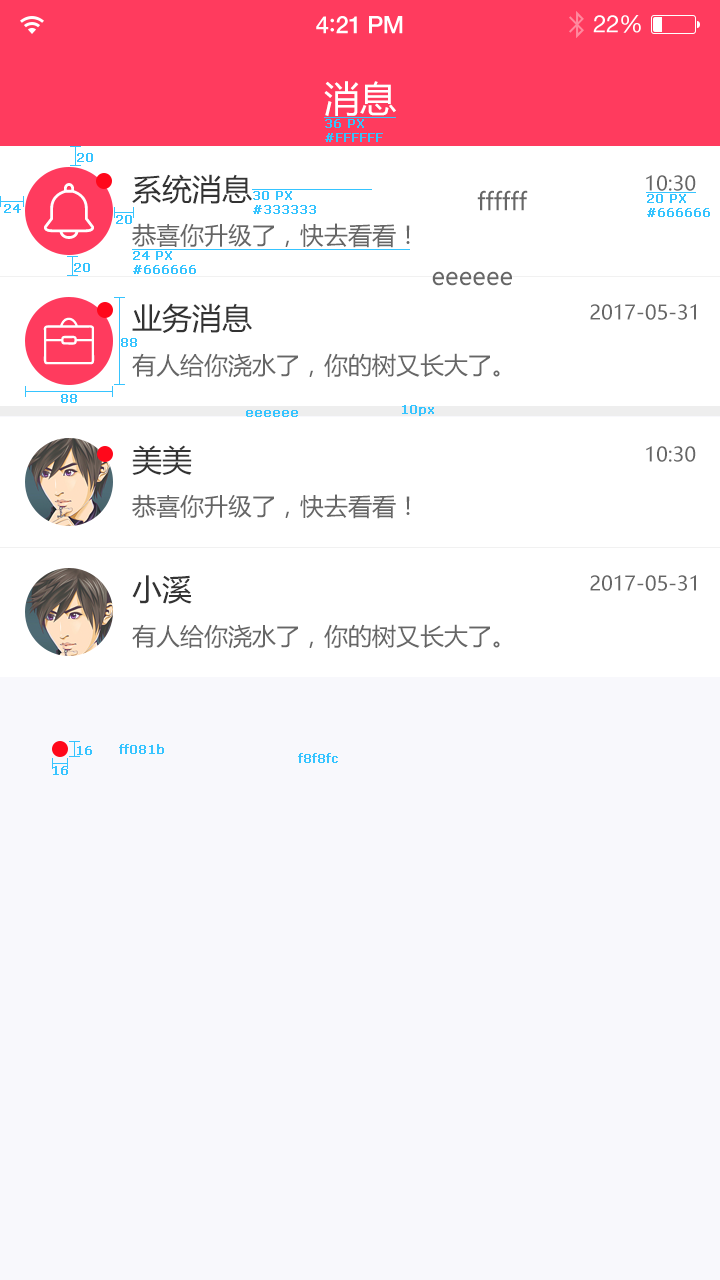 4:21 PM
22%
消息
36 PX
#FFFFFF
20
系统消息
30 PX
#333333
ffffff
10:30
20 PX
#666666
24
20
恭喜你升级了，快去看看！
24 PX
#666666
20
eeeeee
业务消息
2017-05-31
88
有人给你浇水了，你的树又长大了。
88
eeeeee
10px
美美
10:30
恭喜你升级了，快去看看！
小溪
2017-05-31
有人给你浇水了，你的树又长大了。
16
ff081b
f8f8fc
16